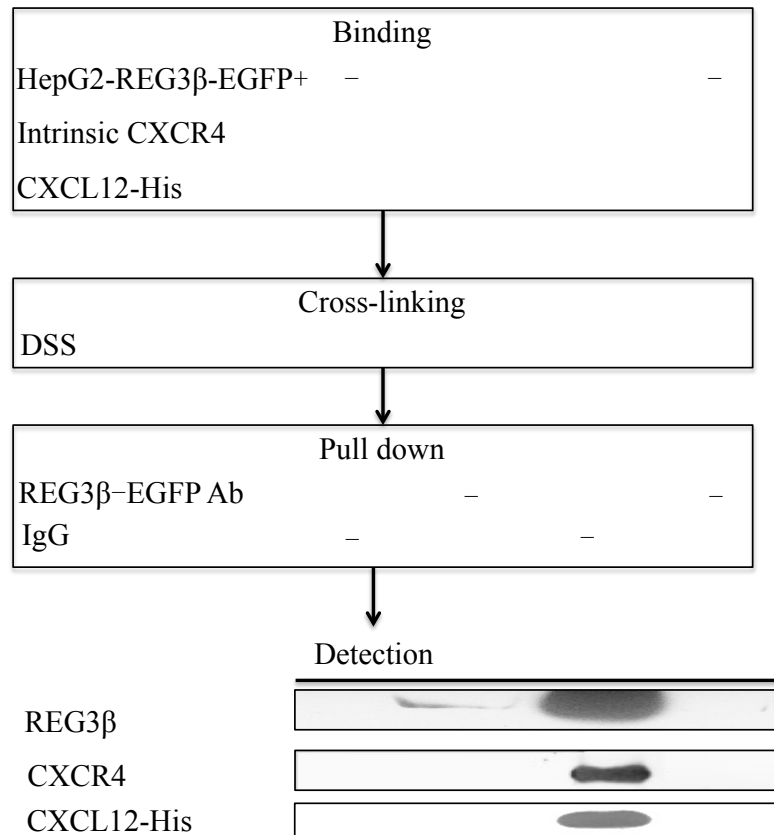 Binding
HepG2-REG3β-EGFP+ − −
Intrinsic CXCR4
CXCL12-His
Cross-linking
DSS
Pull down
REG3β−EGFP Ab − −
IgG − −
Detection
REG3β
CXCR4
CXCL12-His